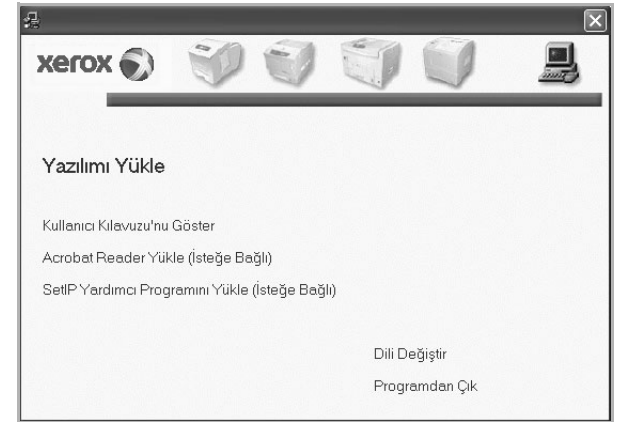 xerox
Yazılımı Yükle
Kullanıcı Kılavuzu'nu Göster
Acrobat Reader Yükle (İsteğe Bağlı)
SetIP Yardımcı Programını Yükle (İsteğe Bağlı)
Dili Değiştir
Programdan Çık